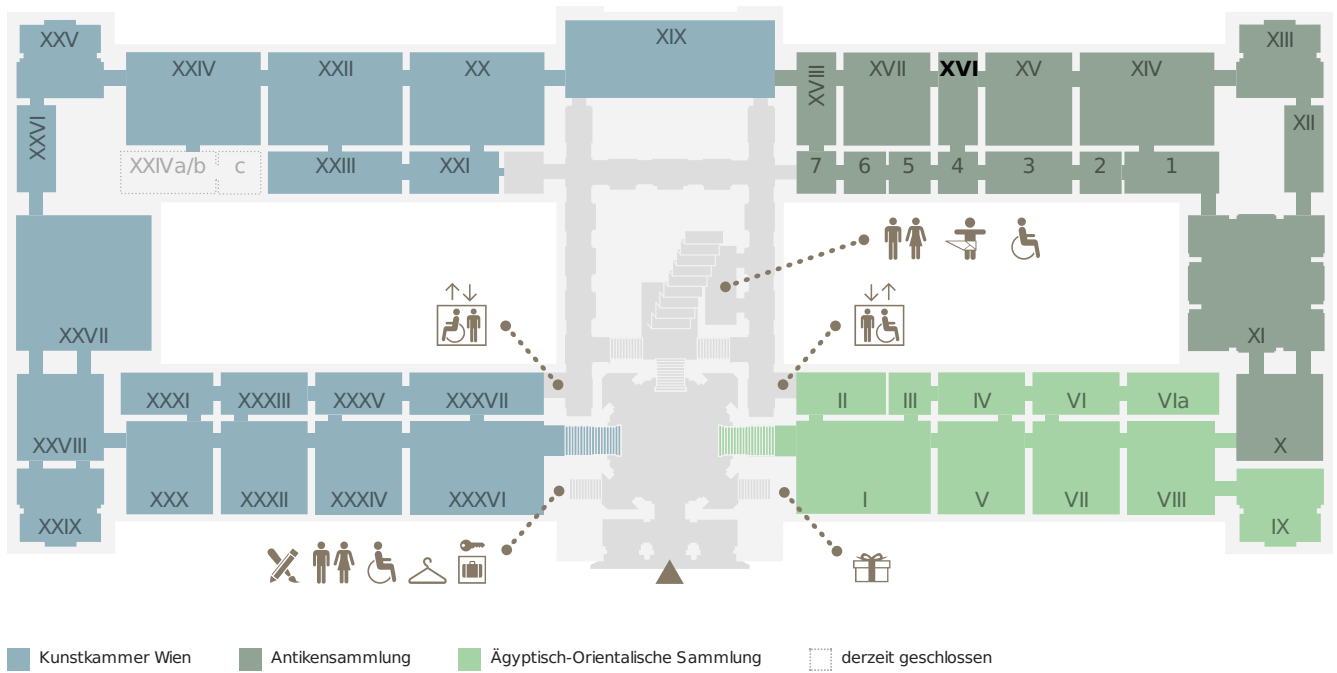 XXV
XXIV
XXII
XX
XIX
XVIII
XVII
XVI
XV
XIV
XIII
XXVI
XII
XXIVa/b
c
XXIII
XXI
7
6
5
4
3
2
1
XXVII
XI
XXXI
XXXIII
XXXV
XXXVII
II
III
IV
VI
VIa
XXVIII
X
XXX
XXXII
XXXIV
XXXVI
I
V
VII
VIII
XXIX
IX
Kunstkammer Wien
Antikensammlung
Ägyptisch-Orientalische Sammlung
derzeit geschlossen